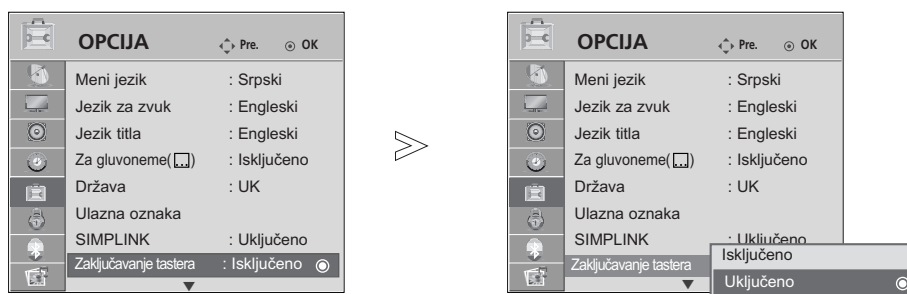 OPCIJA Pre. OK
Meni jezik : Srpski
Jezik za zvuk : Engleski
Jezik titla : Engleski
Za gluvoneme( ) : Isključeno
Država : UK
Ulazna oznaka
SIMPLINK : Uključeno
Zaključavanje tastera : Isključeno
OPCIJA Pre. OK
Meni jezik : Srpski
Jezik za zvuk : Engleski
Jezik titla : Engleski
Za gluvoneme( ) : Isključeno
Država : UK
Ulazna oznaka
SIMPLINK : Uključeno
Zaključavanje tastera
Isključeno
Uključeno